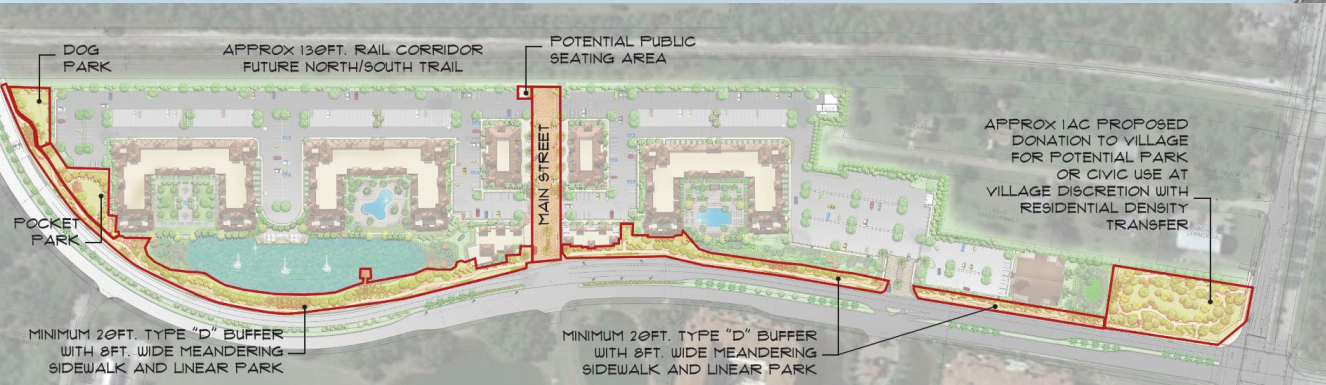 DOG
PARK
APPROX 130FT. RAIL CORRIDOR
FUTURE NORTH/SOUTH TRAIL
POTENTIAL PUBLIC
SEATING AREA
MAIN STREET
APPROX 1AC PROPOSED
DONATION TO VILLAGE
FOR POTENTIAL PARK
OR CIVIC USE AT
VILLAGE DISCRETION WITH
RESIDENTIAL DENSITY
TRANSFER
POCKET
PARK
MINIMUM 20FT. TYPE "D" BUFFER
WITH 8FT. WIDE MEANDERING
SIDEWALK AND LINEAR PARK
MINIMUM 20FT. TYPE "D" BUFFER
WITH 8FT. WIDE MEANDERING
SIDEWALK AND LINEAR PARK